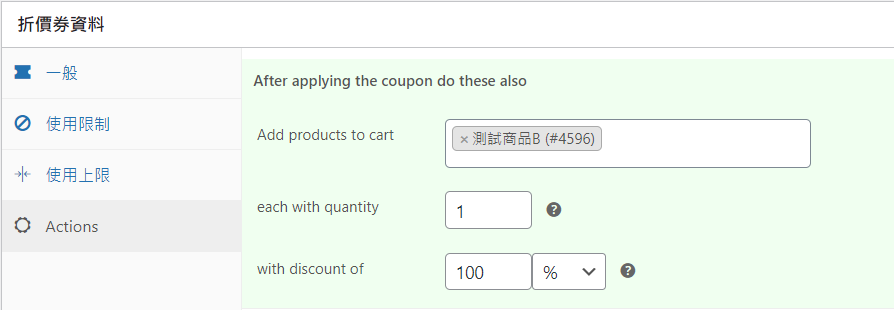 折價券資料
一般
使用限制
使用上限
Actions
After applying the coupon do these also
Add products to cart
× 測試商品B (#4596)
each with quantity
1
?
with discount of
100
%
?